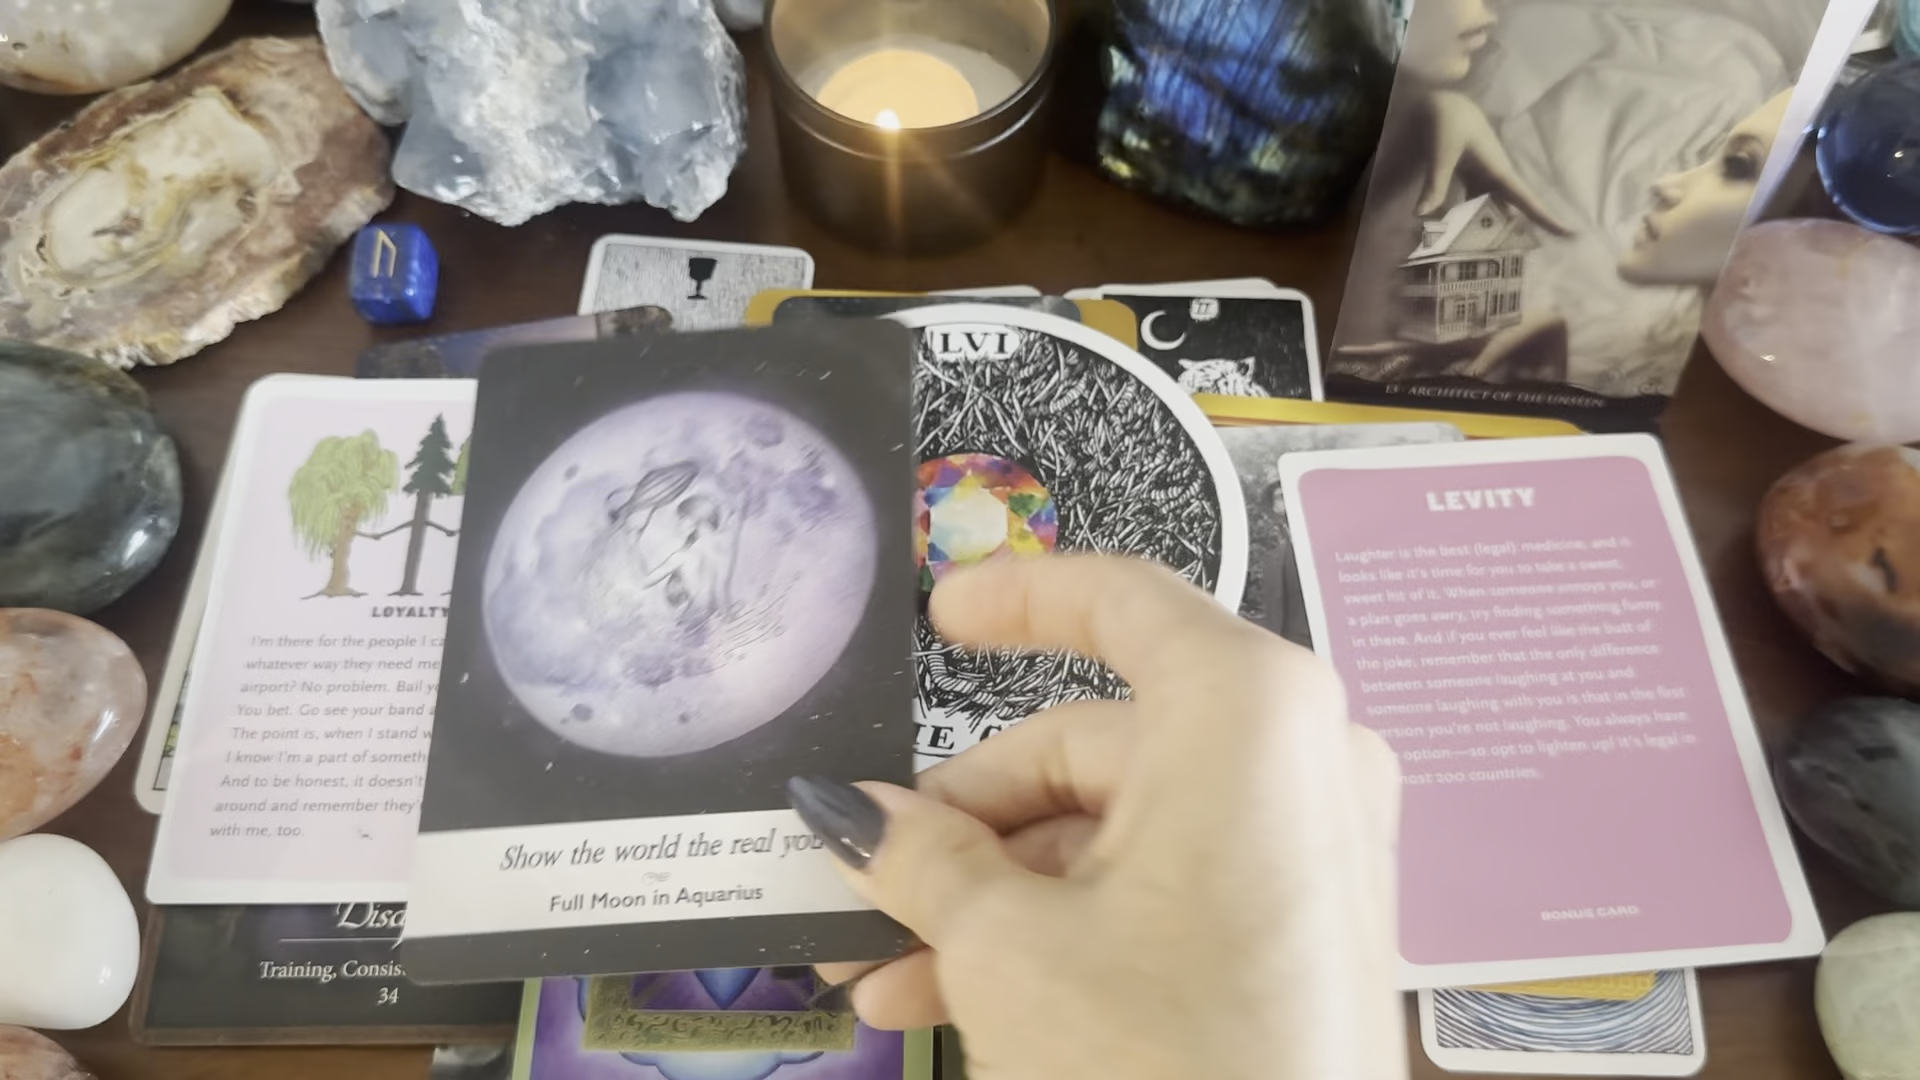 LVI
77
13 · ARCHITECT OF THE UNSEEN
LOYALTY
I'm there for the people I
whatever way they need me
airport? No problem. Bail
You bet. Go see your band
The point is, when I stand
I know I'm a part of
And to be honest, it doesn't
around and remember they'
with me, too.
Show the world the real you
Full Moon in Aquarius
LEVITY
Laughter is the best (legal) medicine, and it
looks like it's time for you to take a sweet,
sweet hit of it. When someone annoys you, or
a plan goes awry, try finding something funny
in there. And if you ever feel like the butt of
the joke, remember that the only difference
between someone laughing at you and
someone laughing with you is that in the first
version you're not laughing. You always have
option—so opt to lighten up! It's legal in
most 200 countries.
BONUS CARD
Training,
34